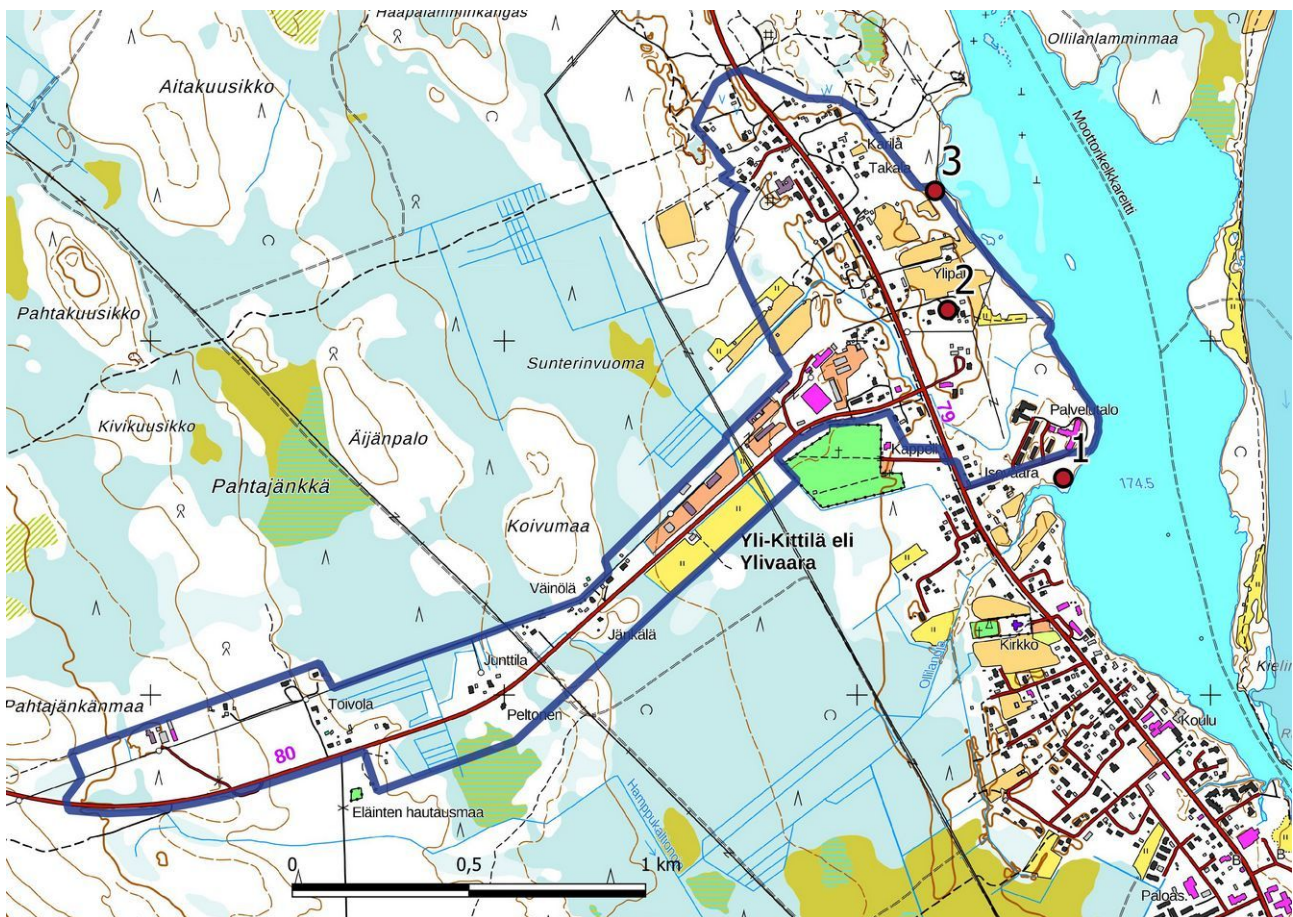 Haapalamminkangas
Ollilanlamminmaa
Aitakuusikko
Moottorikelkkareitti
Karila
Takala
3
Pahtakuusikko
2
Sunterinvuoma
Kivikuusikko
Äijänpalo
79
Palvelutalo
Kappeli
1
174.5
Pahtajänkkä
Koivumaa
Yli-Kittilä eli
Ylivaara
Väinölä
Jänkälä
Kirkko
Junttila
Pahtajänkänmaa
Toivola
Peltonen
Koulu
80
Eläinten hautausmaa
0
0,5
1 km
B
B
Paloas.